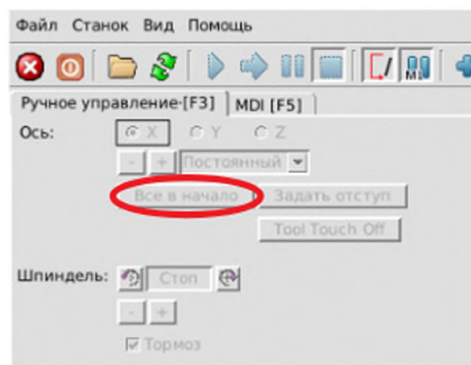 Файл Станок Вид Помощь
Ручное управление-[F3] MDI [F5]
Ось: X Y Z
- + Постоянный
Все в начало Задать отступ
Tool Touch Off
Шпиндель: Стоп
- +
Тормоз